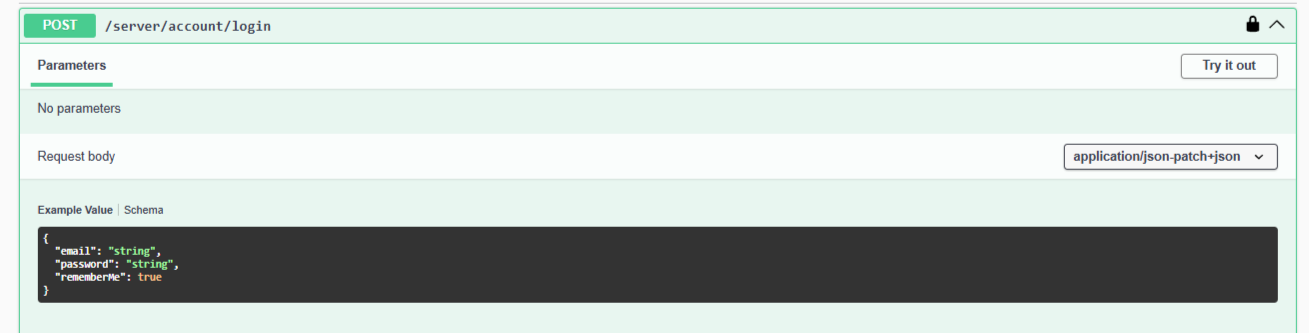 POST /server/account/login
Parameters Try it out
No parameters
Request body application/json-patch+json
Example Value Schema
{
"email": "string",
"password": "string",
"rememberMe": true
}